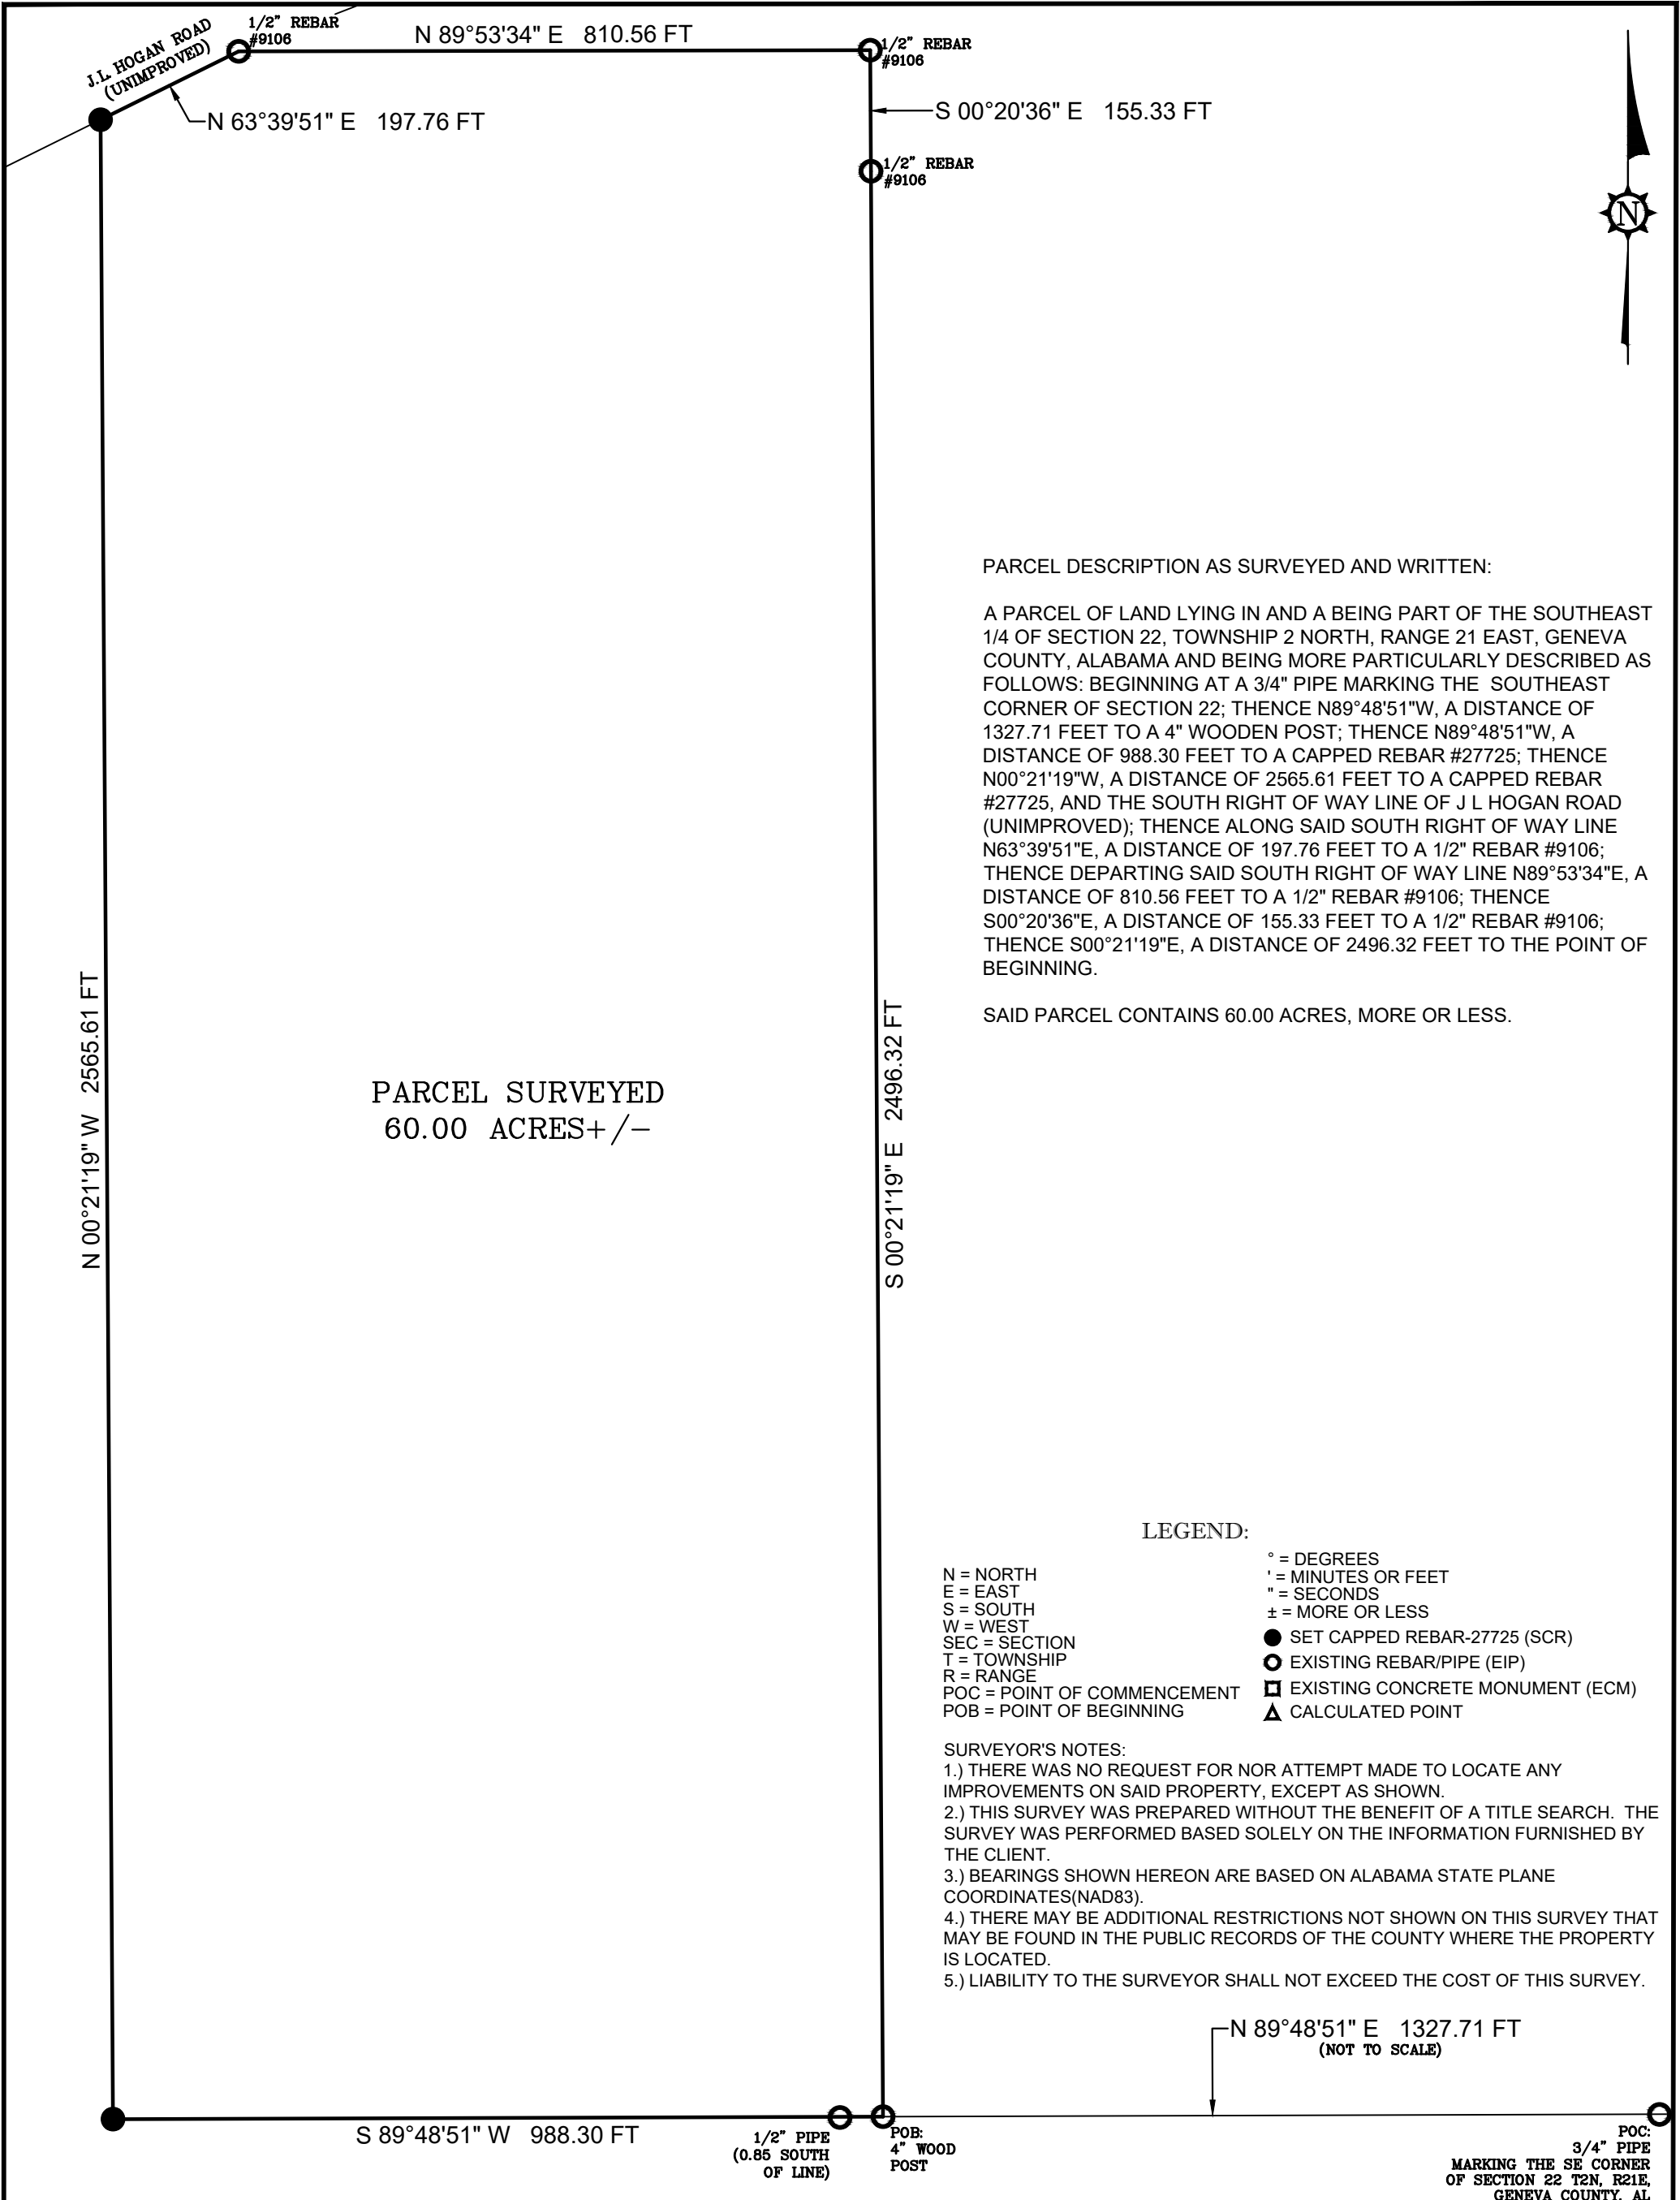 J.L. HOGAN ROAD
(UNIMPROVED)
1/2" REBAR
#9106
N 89°53'34" E 810.56 FT
1/2" REBAR
#9106
N 63°39'51" E 197.76 FT
S 00°20'36" E 155.33 FT
1/2" REBAR
#9106
N
PARCEL DESCRIPTION AS SURVEYED AND WRITTEN:
A PARCEL OF LAND LYING IN AND A BEING PART OF THE SOUTHEAST
1/4 OF SECTION 22, TOWNSHIP 2 NORTH, RANGE 21 EAST, GENEVA
COUNTY, ALABAMA AND BEING MORE PARTICULARLY DESCRIBED AS
FOLLOWS: BEGINNING AT A 3/4" PIPE MARKING THE SOUTHEAST
CORNER OF SECTION 22; THENCE N89°48'51"W, A DISTANCE OF
1327.71 FEET TO A 4" WOODEN POST; THENCE N89°48'51"W, A
DISTANCE OF 988.30 FEET TO A CAPPED REBAR #27725; THENCE
N00°21'19"W, A DISTANCE OF 2565.61 FEET TO A CAPPED REBAR
#27725, AND THE SOUTH RIGHT OF WAY LINE OF J L HOGAN ROAD
(UNIMPROVED); THENCE ALONG SAID SOUTH RIGHT OF WAY LINE
N63°39'51"E, A DISTANCE OF 197.76 FEET TO A 1/2" REBAR #9106;
THENCE DEPARTING SAID SOUTH RIGHT OF WAY LINE N89°53'34"E, A
DISTANCE OF 810.56 FEET TO A 1/2" REBAR #9106; THENCE
S00°20'36"E, A DISTANCE OF 155.33 FEET TO A 1/2" REBAR #9106;
THENCE S00°21'19"E, A DISTANCE OF 2496.32 FEET TO THE POINT OF
BEGINNING.
SAID PARCEL CONTAINS 60.00 ACRES, MORE OR LESS.
N 00°21'19" W 2565.61 FT
PARCEL SURVEYED
60.00 ACRES+/-
S 00°21'19" E 2496.32 FT
LEGEND:
N = NORTH
E = EAST
S = SOUTH
W = WEST
SEC = SECTION
T = TOWNSHIP
R = RANGE
POC = POINT OF COMMENCEMENT
POB = POINT OF BEGINNING
° = DEGREES
' = MINUTES OR FEET
" = SECONDS
± = MORE OR LESS
SET CAPPED REBAR-27725 (SCR)
EXISTING REBAR/PIPE (EIP)
EXISTING CONCRETE MONUMENT (ECM)
CALCULATED POINT
SURVEYOR'S NOTES:
1.) THERE WAS NO REQUEST FOR NOR ATTEMPT MADE TO LOCATE ANY
IMPROVEMENTS ON SAID PROPERTY, EXCEPT AS SHOWN.
2.) THIS SURVEY WAS PREPARED WITHOUT THE BENEFIT OF A TITLE SEARCH. THE
SURVEY WAS PERFORMED BASED SOLELY ON THE INFORMATION FURNISHED BY
THE CLIENT.
3.) BEARINGS SHOWN HEREON ARE BASED ON ALABAMA STATE PLANE
COORDINATES(NAD83).
4.) THERE MAY BE ADDITIONAL RESTRICTIONS NOT SHOWN ON THIS SURVEY THAT
MAY BE FOUND IN THE PUBLIC RECORDS OF THE COUNTY WHERE THE PROPERTY
IS LOCATED.
5.) LIABILITY TO THE SURVEYOR SHALL NOT EXCEED THE COST OF THIS SURVEY.
N 89°48'51" E 1327.71 FT
(NOT TO SCALE)
S 89°48'51" W 988.30 FT
1/2" PIPE
(0.85 SOUTH
OF LINE)
POB:
4" WOOD
POST
POC:
3/4" PIPE
MARKING THE SE CORNER
OF SECTION 22 T2N, R21E,
GENEVA COUNTY, AL